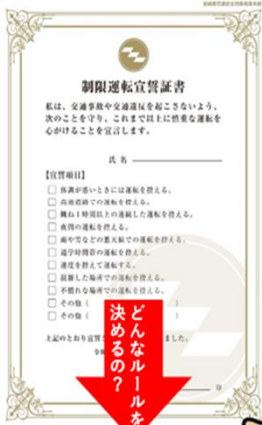 制限運転宣誓証書
私は、交通事故や交通違反を起こさないよう、
次のことを守り、これまで以上に慎重な運転を
心がけることを宣言します。
氏 名
【宣誓項目】
□ 体調が悪いときには運転を控える。
□ 高速道路での運転を控える。
□ 概ね1時間以上の連続した運転を控える。
□ 夜間の運転を控える。
□ 雨や雪などの悪天候での運転を控える。
□ 通学時間帯の運転を控える。
□ 速度を控えて運転する。
□ 混雑した場所での運転を控える。
□ 不慣れな場所での運転を控える。
□ その他（ ）
□ その他（ ）
上記のとおり宣誓 ました。
令和
印
どんなルールを
決めるの？